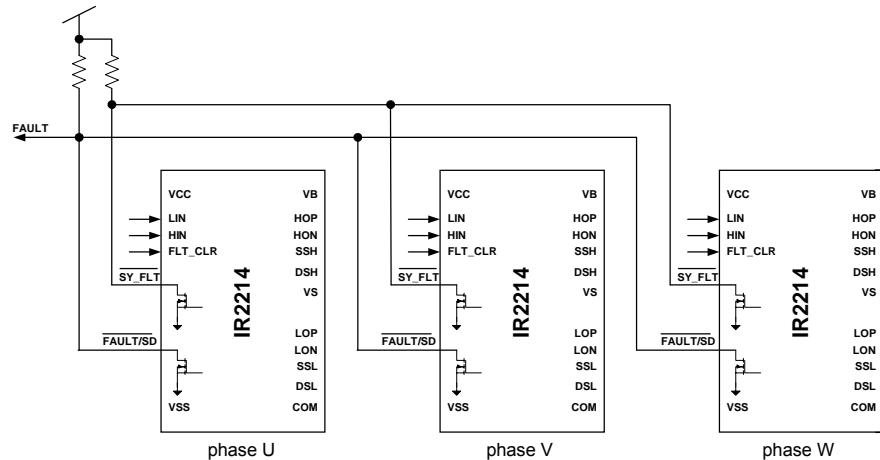 FAULT
VCC VB
LIN HOP
HIN HON
FLT_CLR SSH
SY_FLT DSH
VS
IR2214
LOP
FAULT/SD LON
SSL
DSL
VSS COM
phase U
VCC VB
LIN HOP
HIN HON
FLT_CLR SSH
SY_FLT DSH
VS
IR2214
LOP
FAULT/SD LON
SSL
DSL
VSS COM
phase V
VCC VB
LIN HOP
HIN HON
FLT_CLR SSH
SY_FLT DSH
VS
IR2214
LOP
FAULT/SD LON
SSL
DSL
VSS COM
phase W